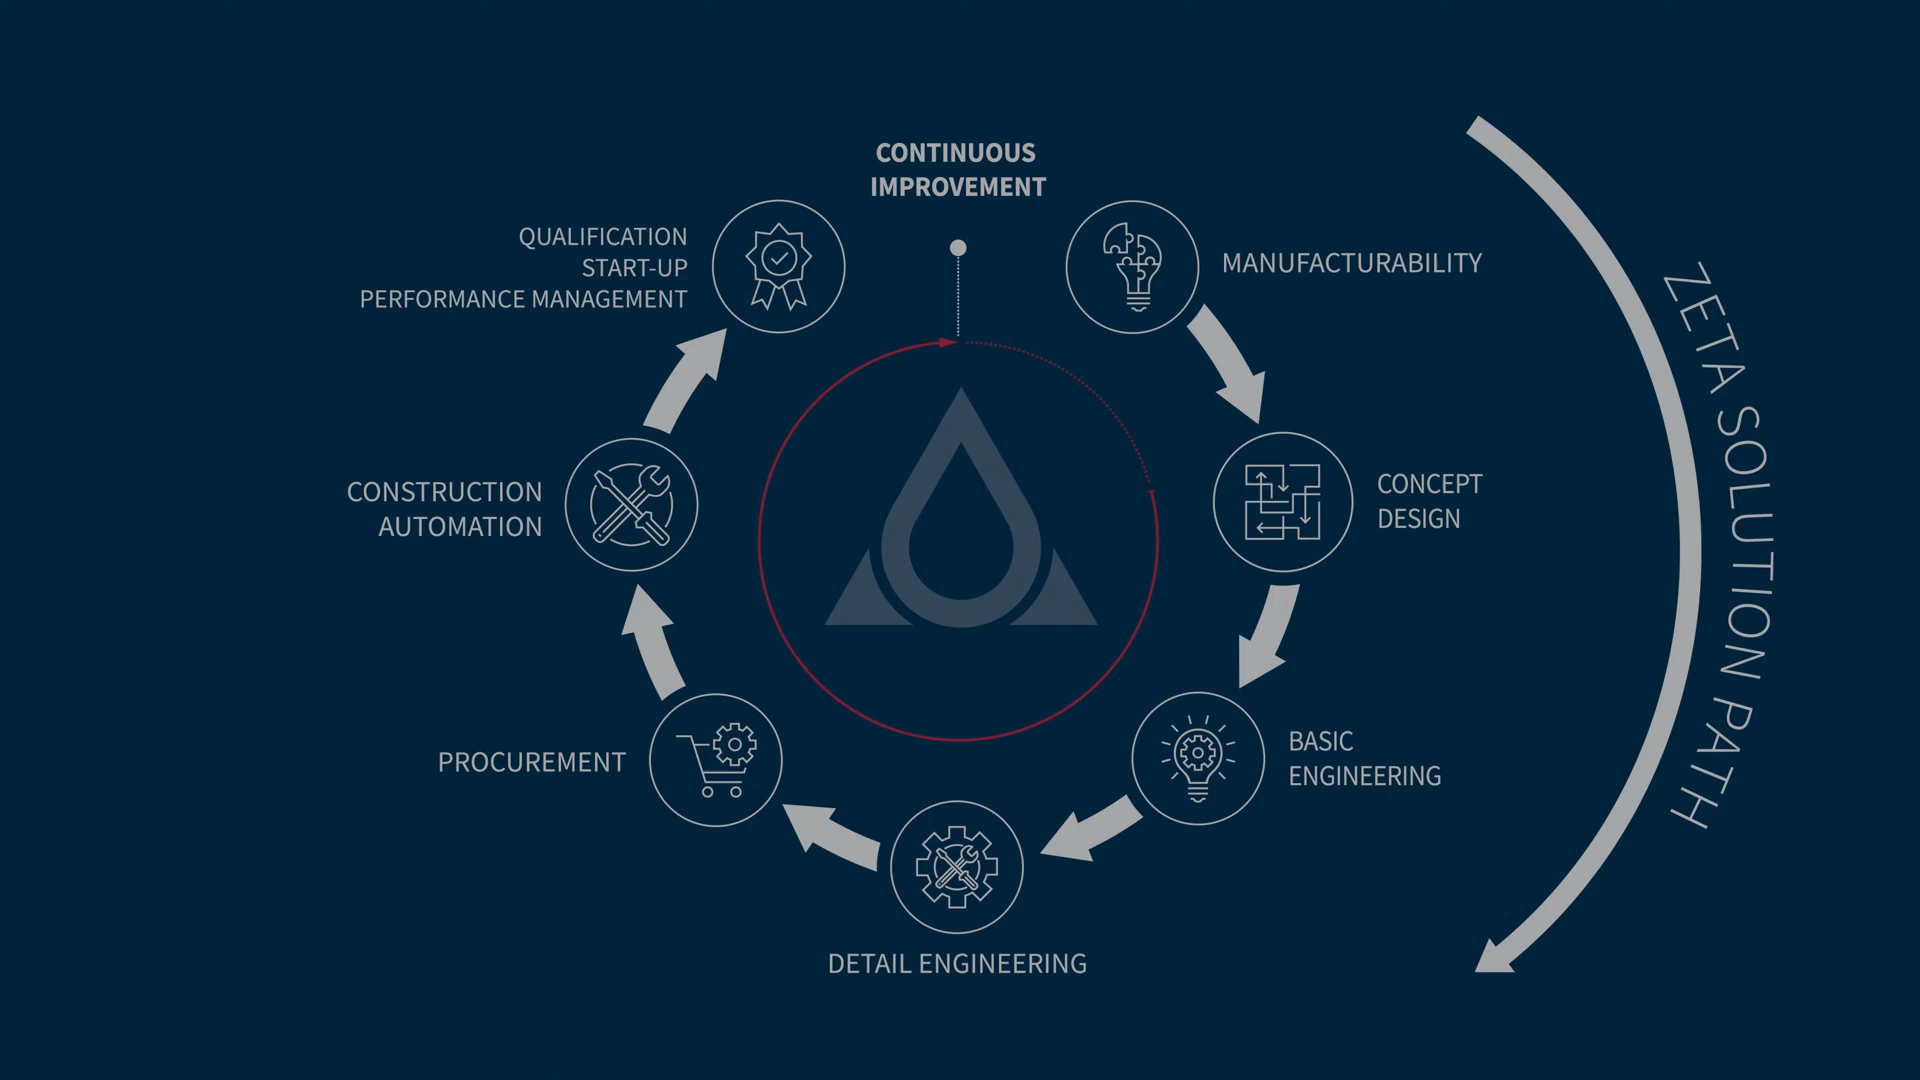 CONTINUOUS
IMPROVEMENT
MANUFACTURABILITY
CONCEPT
DESIGN
BASIC
ENGINEERING
DETAIL ENGINEERING
PROCUREMENT
CONSTRUCTION
AUTOMATION
QUALIFICATION
START-UP
PERFORMANCE MANAGEMENT
ZETA SOLUTION PATH